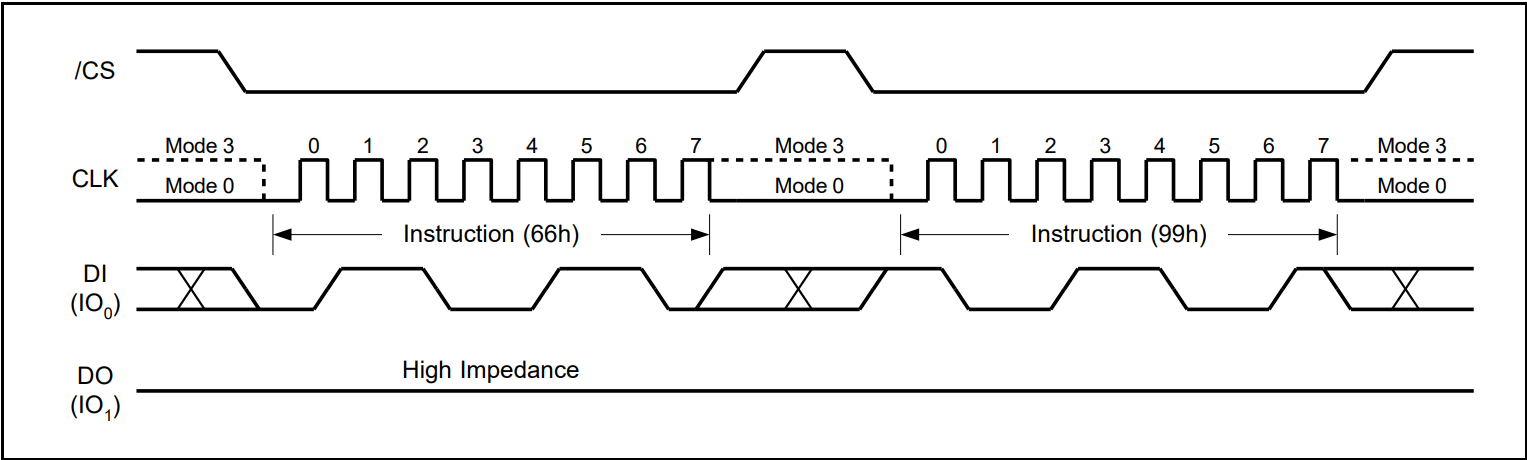 /CS
Mode 3 0 1 2 3 4 5 6 7 Mode 3 0 1 2 3 4 5 6 7 Mode 3
CLK
Mode 0 Mode 0 Mode 0
Instruction (66h) Instruction (99h)
DI
(IO0)
High Impedance
DO
(IO1)